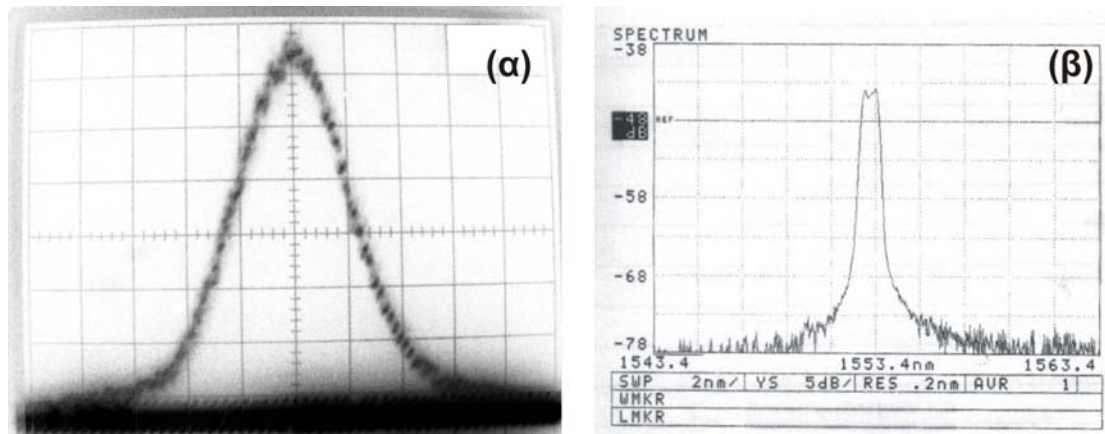 (α)
SPECTRUM
(β)
-38
-48 REF
dB
-58
-68
-78
1543.4 1553.4nm 1563.4
SWP 2nm/ YS 5dB/ RES .2nm AVR 1
WMKR
LMKR